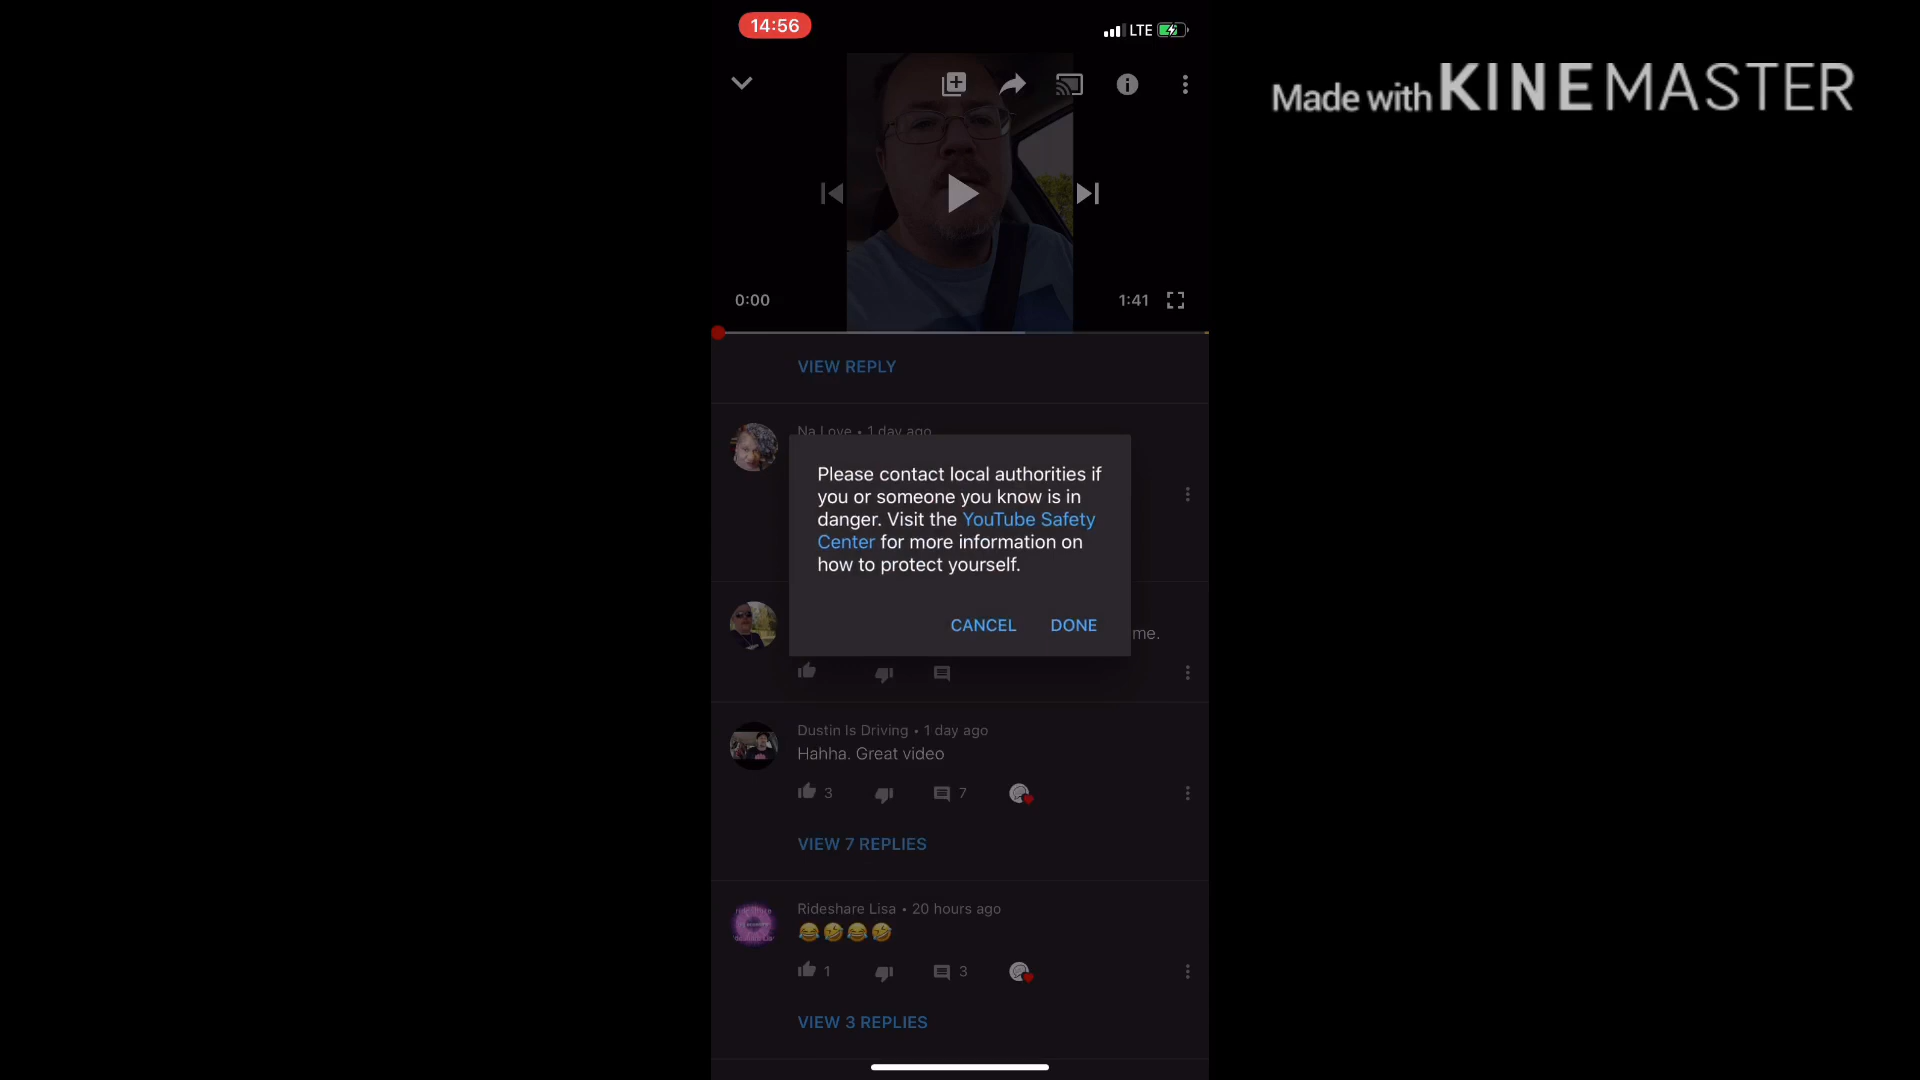 14:56
LTE
Made with KINEMASTER
0:00
1:41
VIEW REPLY
Na Love • 1 day ago
Please contact local authorities if
you or someone you know is in
danger. Visit the YouTube Safety
Center for more information on
how to protect yourself.
CANCEL DONE
me.
Dustin Is Driving • 1 day ago
Hahha. Great video
3
7
VIEW 7 REPLIES
Rideshare Lisa • 20 hours ago
😂🤣😂🤣
1
3
VIEW 3 REPLIES